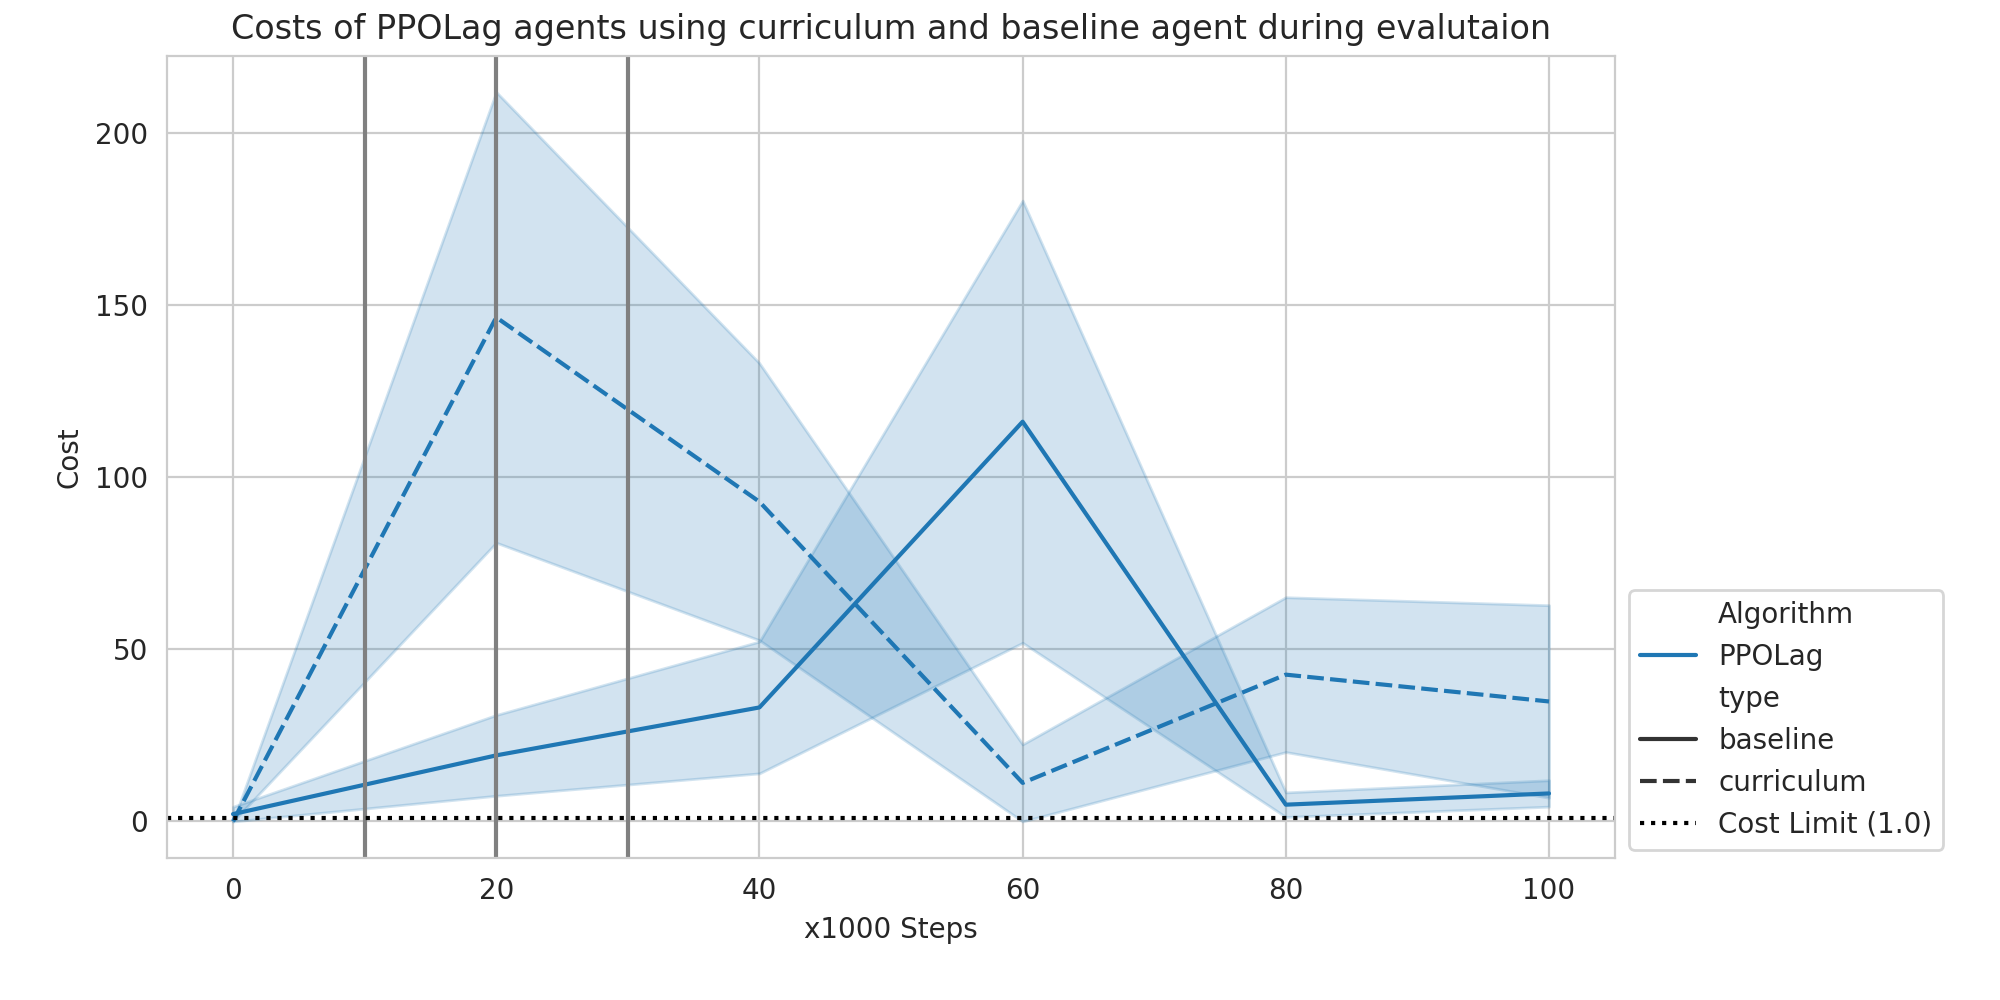 Costs of PPOLag agents using curriculum and baseline agent during evalutaion
200
150
100
50
0
Cost
0 20 40 60 80 100
x1000 Steps
Algorithm
PPOLag
type
baseline
curriculum
Cost Limit (1.0)